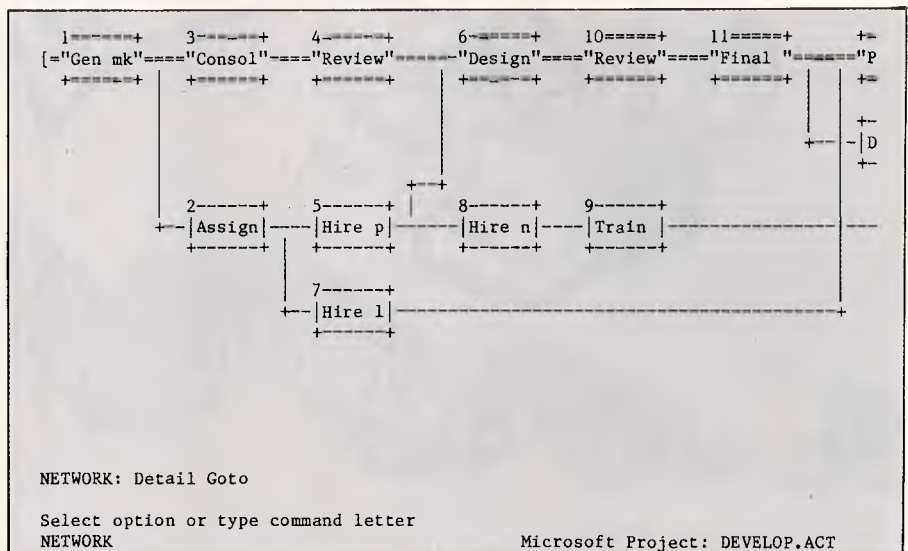 1------+ 3------+ 4------+ 6-=====+ 10=====+ 11=====+ +=
[="Gen mk"===="Consol"-===="Review"------"Design"===="Review"===="Final "======"P
+======+ +======+ +======+ +======+ +======+ +======+ +=
+-
+-- -|D
+-
+--+
2------+ 5------+ 8------+ 9------+
+--|Assign|-----|Hire p|------|Hire n|----|Train |------------------
+------+ +------+ +------+ +------+
7------+
+--|Hire l|------------------------------------------+
+------+
NETWORK: Detail Goto
Select option or type command letter
NETWORK Microsoft Project: DEVELOP.ACT